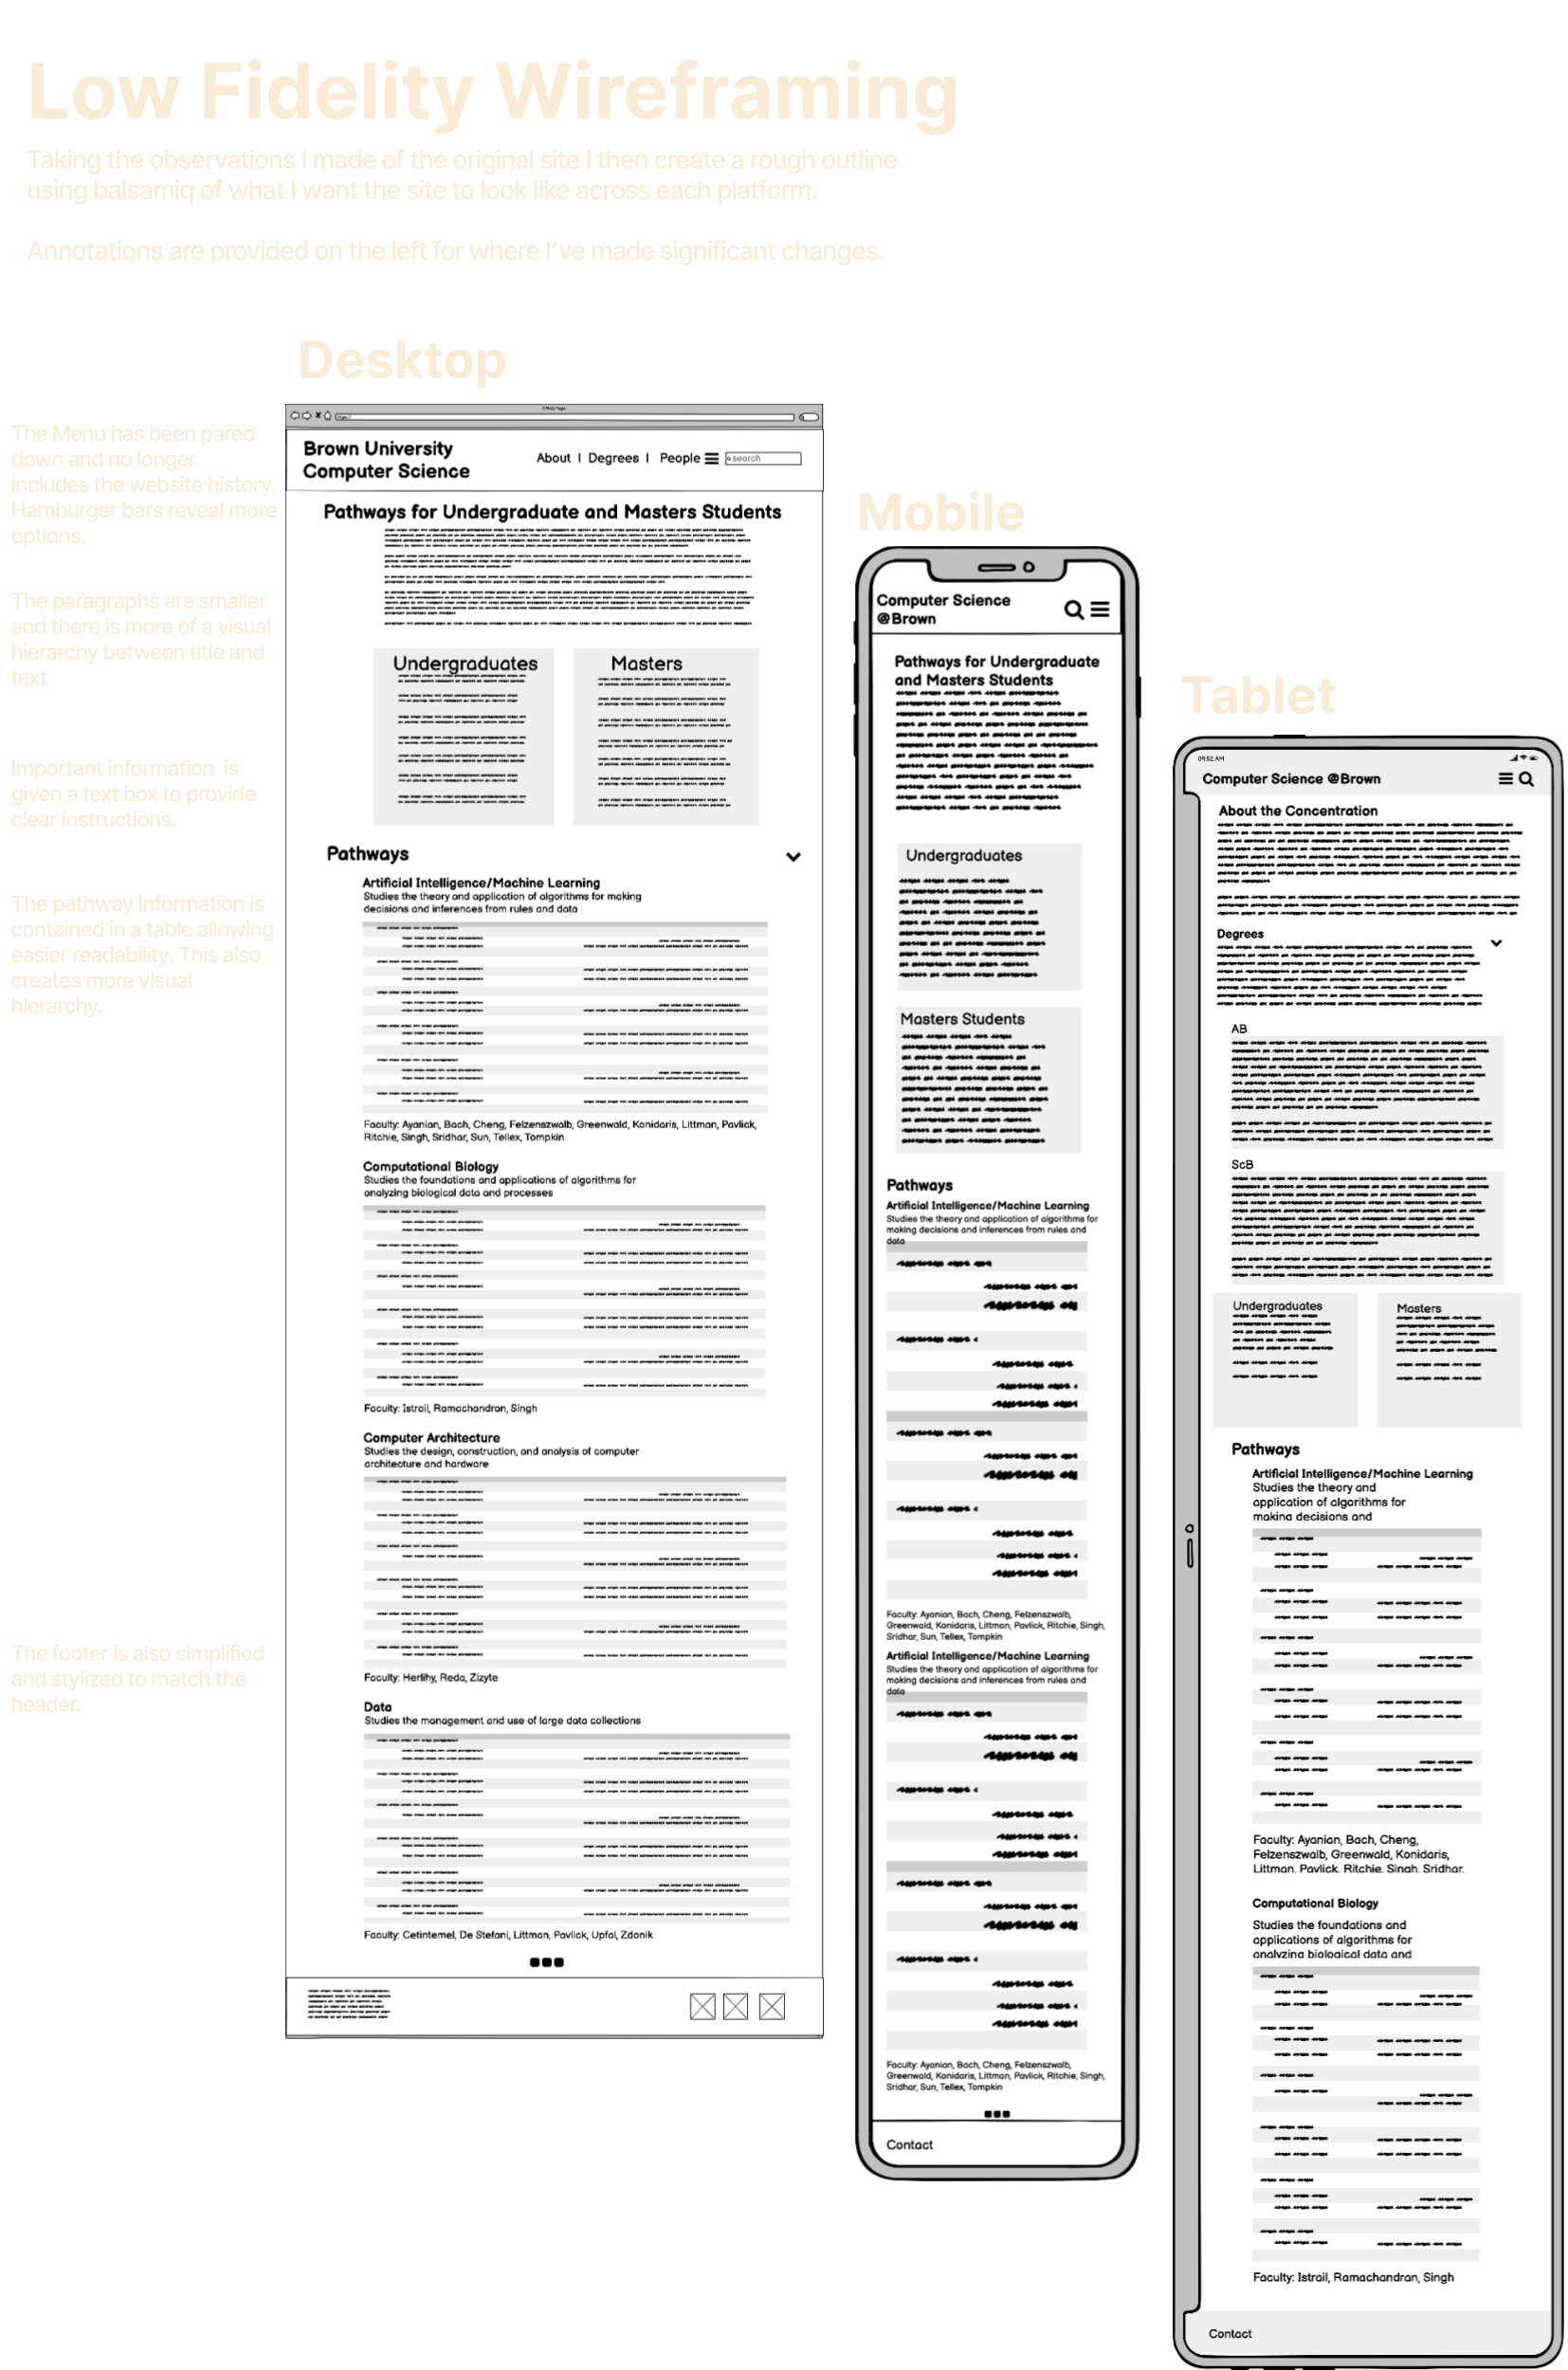 Low Fidelity Wireframing
Taking the observations I made of the original site I then create a rough outline
using balsamiq of what I want the site to look like across each platform.
Annotations are provided on the left for where I've made significant changes.
Desktop
The Menu has been pared
down and no longer
includes the website history.
Hamburger bars reveal more
options.
The paragraphs are smaller
and there is more of a visual
hierarchy between title and
text
Important information is
given a text box to provide
clear instructions.
The pathway information is
contained in a table allowing
easier readability. This also
creates more visual
hierarchy.
The footer is also simplified
and stylized to match the
header.
Brown University
Computer Science
About | Degrees | People
search
Pathways for Undergraduate and Masters Students
Undergraduates
Masters
Pathways
Artificial Intelligence/Machine Learning
Studies the theory and application of algorithms for making
decisions and inferences from rules and data
Faculty: Ayanian, Bach, Cheng, Felzenszwalb, Greenwald, Konidaris, Littman, Pavlick,
Ritchie, Singh, Sridhar, Sun, Tellex, Tompkin
Computational Biology
Studies the foundations and applications of algorithms for
analyzing biological data and processes
Faculty: Istrail, Ramachandran, Singh
Computer Architecture
Studies the design, construction, and analysis of computer
architecture and hardware
Faculty: Herlihy, Reda, Zizyte
Data
Studies the management and use of large data collections
Faculty: Cetintemel, De Stefani, Littman, Pavlick, Upfal, Zdonik
Mobile
Computer Science
@Brown
Pathways for Undergraduate
and Masters Students
Undergraduates
Masters Students
Pathways
Artificial Intelligence/Machine Learning
Studies the theory and application of algorithms for
making decisions and inferences from rules and
data
Faculty: Ayanian, Bach, Cheng, Felzenszwalb,
Greenwald, Konidaris, Littman, Pavlick, Ritchie, Singh,
Sridhar, Sun, Tellex, Tompkin
Artificial Intelligence/Machine Learning
Studies the theory and application of algorithms for
making decisions and inferences from rules and
data
Faculty: Ayanian, Bach, Cheng, Felzenszwalb,
Greenwald, Konidaris, Littman, Pavlick, Ritchie, Singh,
Sridhar, Sun, Tellex, Tompkin
Contact
Tablet
09:52 AM
Computer Science @Brown
About the Concentration
Degrees
AB
ScB
Undergraduates
Masters
Pathways
Artificial Intelligence/Machine Learning
Studies the theory and
application of algorithms for
making decisions and
Faculty: Ayanian, Bach, Cheng,
Felzenszwalb, Greenwald, Konidaris,
Littman, Pavlick, Ritchie, Singh, Sridhar,
Computational Biology
Studies the foundations and
applications of algorithms for
analyzing biological data and
Faculty: Istrail, Ramachandran, Singh
Contact